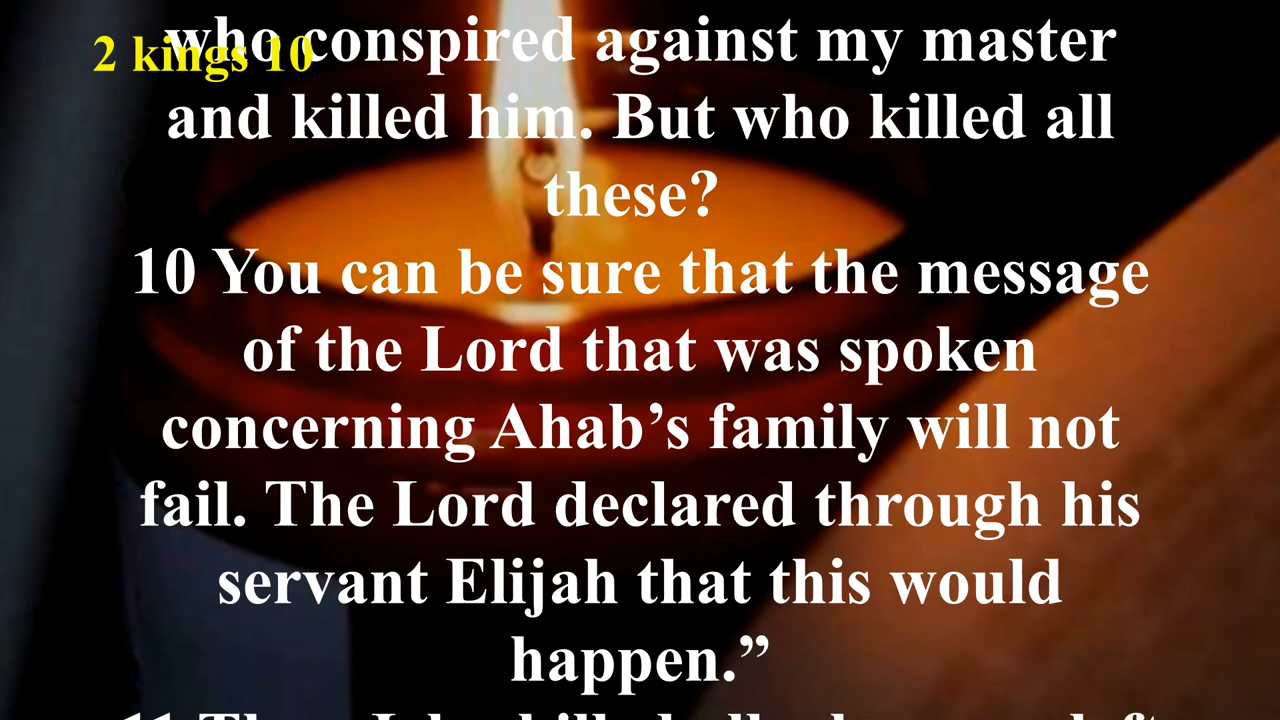 2 kings 10
who conspired against my master
and killed him. But who killed all
these?
10 You can be sure that the message
of the Lord that was spoken
concerning Ahab’s family will not
fail. The Lord declared through his
servant Elijah that this would
happen.”